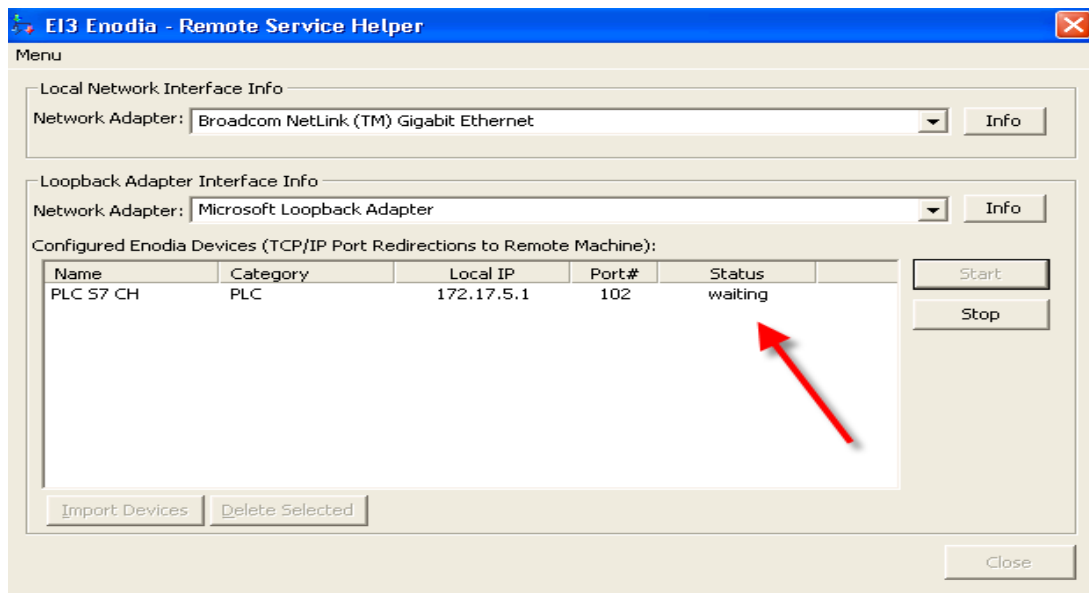 EI3 Enodia - Remote Service Helper
Menu
Local Network Interface Info
Network Adapter: Broadcom NetLink (TM) Gigabit Ethernet Info
Loopback Adapter Interface Info
Network Adapter: Microsoft Loopback Adapter Info
Configured Enodia Devices (TCP/IP Port Redirections to Remote Machine):
Name Category Local IP Port# Status Start
PLC S7 CH PLC 172.17.5.1 102 waiting
Stop
Import Devices Delete Selected
Close